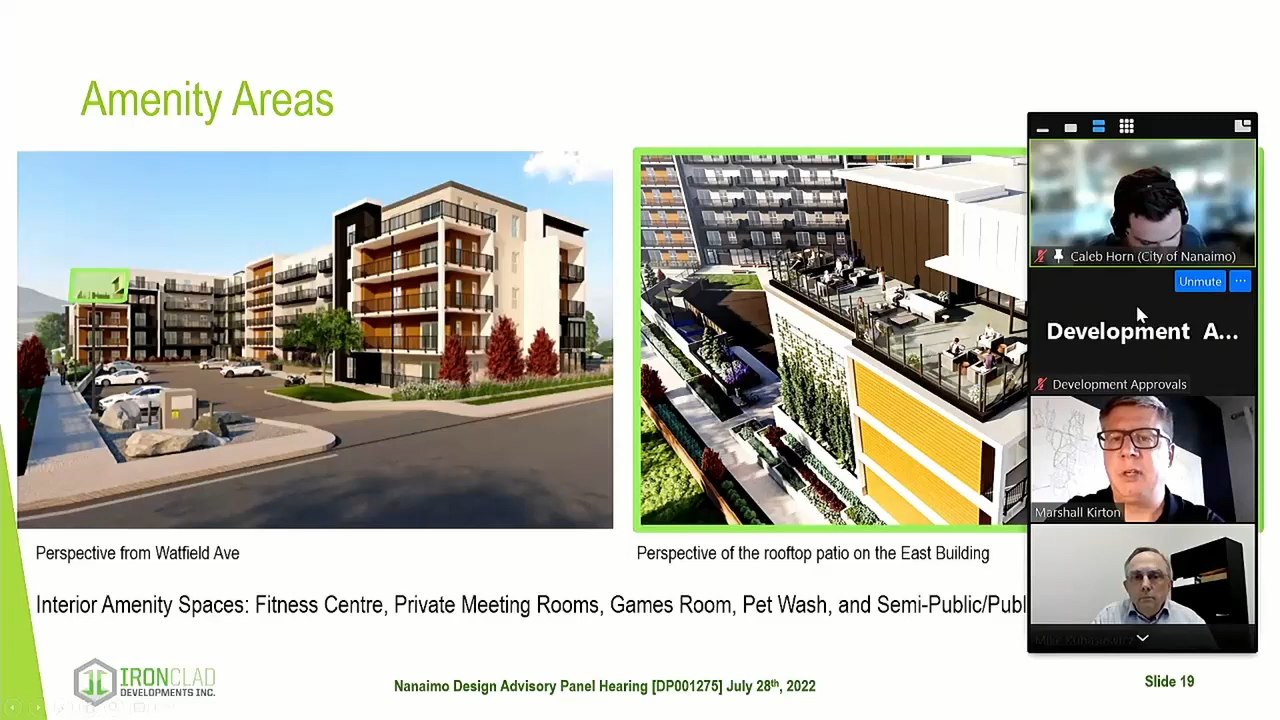 Amenity Areas
Caleb Horn (City of Nanaimo)
Unmute
Development A...
Development Approvals
Marshall Kirton
Perspective from Watfield Ave
Perspective of the rooftop patio on the East Building
Interior Amenity Spaces: Fitness Centre, Private Meeting Rooms, Games Room, Pet Wash, and Semi-Public/Publ
IRONCLAD
DEVELOPMENTS INC.
Nanaimo Design Advisory Panel Hearing [DP001275] July 28th, 2022
Slide 19